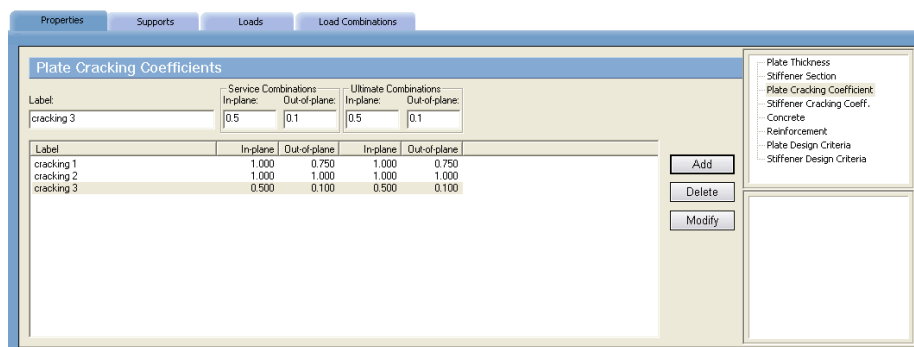 Properties Supports Loads Load Combinations
Plate Cracking Coefficients
Service Combinations Ultimate Combinations
Label: In-plane: Out-of-plane: In-plane: Out-of-plane:
cracking 3 0.5 0.1 0.5 0.1
Label In-plane Out-of-plane In-plane Out-of-plane
cracking 1 1.000 0.750 1.000 0.750
cracking 2 1.000 1.000 1.000 1.000
cracking 3 0.500 0.100 0.500 0.100
Add
Delete
Modify
Plate Thickness
Stiffener Section
Plate Cracking Coefficient
Stiffener Cracking Coeff.
Concrete
Reinforcement
Plate Design Criteria
Stiffener Design Criteria